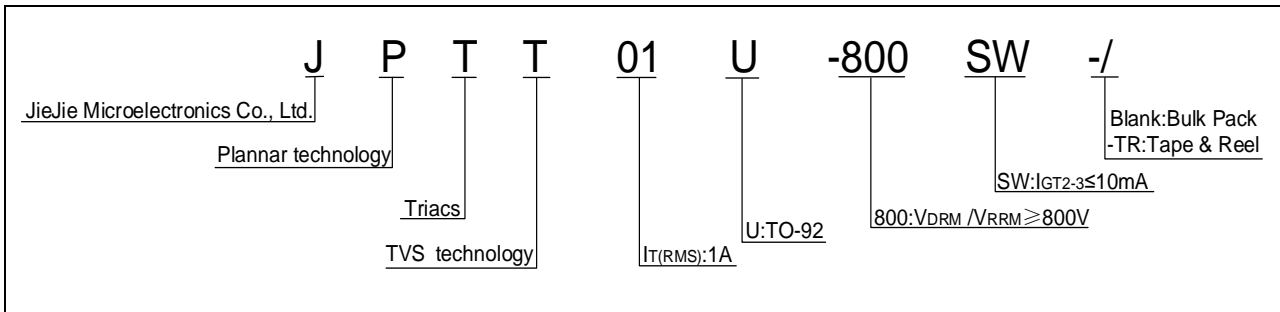 J P T T 01 U -800 SW -/
JieJie Microelectronics Co., Ltd.
Blank:Bulk Pack
-TR:Tape & Reel
Plannar technology
SW:IGT2-3≤10mA
Triacs
800:VDRM /VRRM≥800V
U:TO-92
TVS technology
IT(RMS):1A